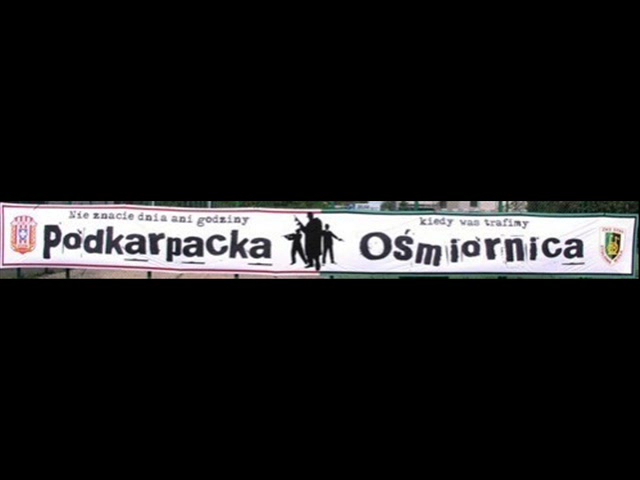 Nie znacie dnia ani godziny kiedy was trafimy
Podkarpacka Ośmiornica